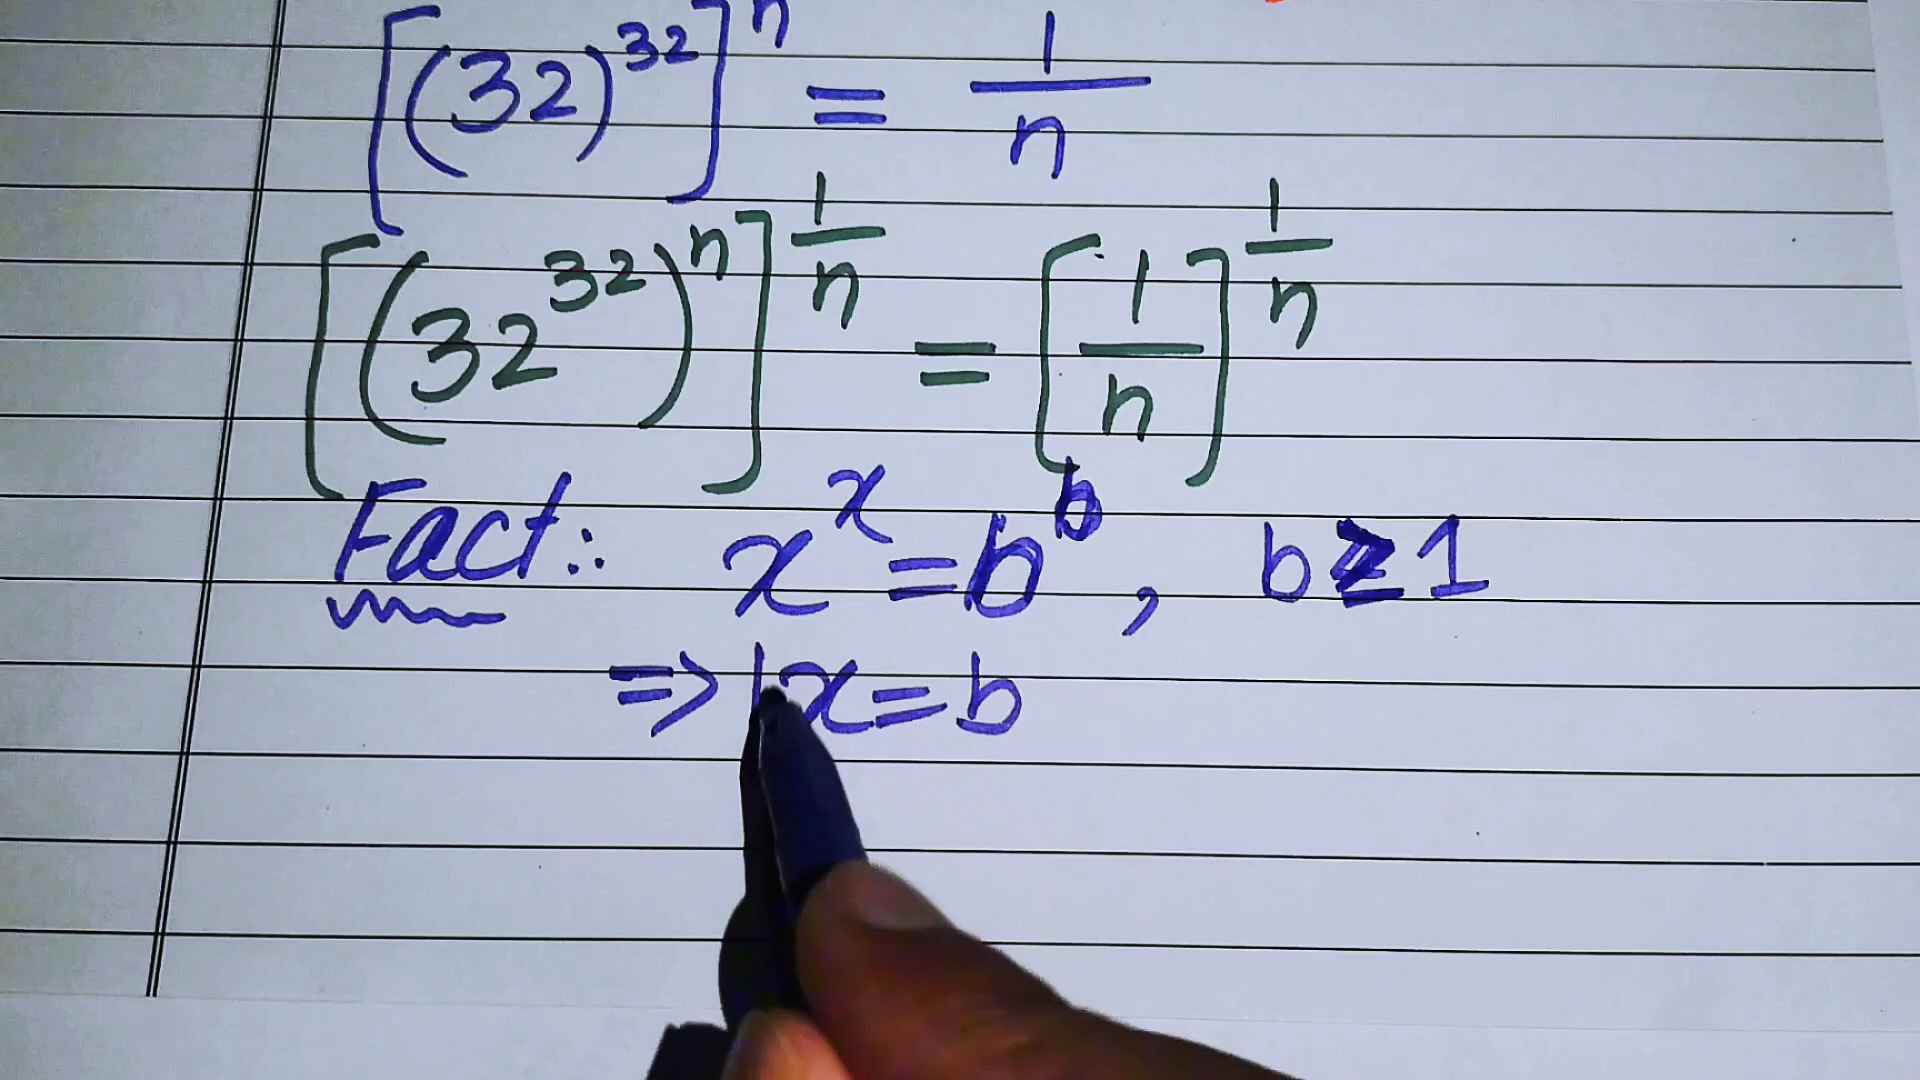 [(32)^32]^n = 1/n
[(32^32)^n]^1/n = [1/n]^1/n
Fact: x^x = b^b, b ≥ 1
⇒ x = b